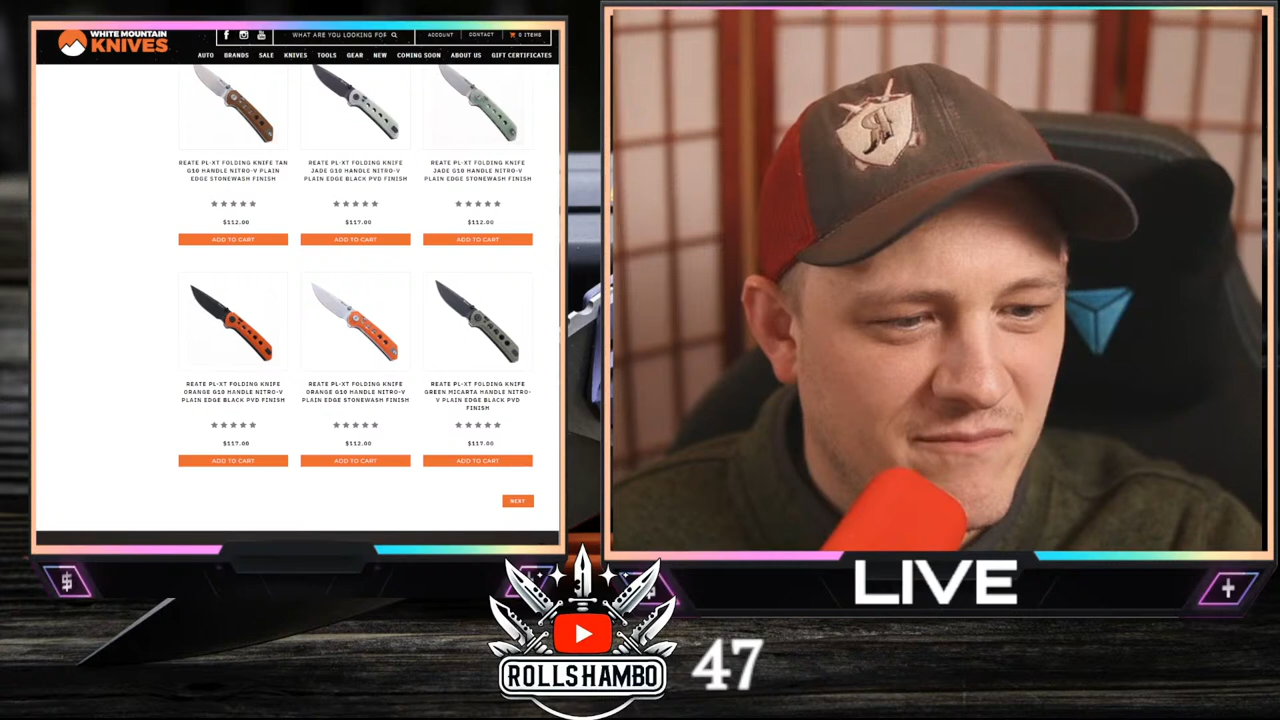 WHITE MOUNTAIN
KNIVES
WHAT ARE YOU LOOKING FOR
ACCOUNT
CONTACT
0 ITEMS
AUTO BRANDS SALE KNIVES TOOLS GEAR NEW COMING SOON ABOUT US GIFT CERTIFICATES
REATE PL-XT FOLDING KNIFE TAN
G10 HANDLE NITRO-V PLAIN
EDGE STONEWASH FINISH
$112.00
ADD TO CART
REATE PL-XT FOLDING KNIFE
JADE G10 HANDLE NITRO-V
PLAIN EDGE BLACK PVD FINISH
$117.00
ADD TO CART
REATE PL-XT FOLDING KNIFE
JADE G10 HANDLE NITRO-V
PLAIN EDGE STONEWASH FINISH
$112.00
ADD TO CART
REATE PL-XT FOLDING KNIFE
ORANGE G10 HANDLE NITRO-V
PLAIN EDGE BLACK PVD FINISH
$117.00
ADD TO CART
REATE PL-XT FOLDING KNIFE
ORANGE G10 HANDLE NITRO-V
PLAIN EDGE STONEWASH FINISH
$112.00
ADD TO CART
REATE PL-XT FOLDING KNIFE
GREEN MICARTA HANDLE NITRO-
V PLAIN EDGE BLACK PVD
FINISH
$117.00
ADD TO CART
NEXT
LIVE
ROLLSHAMBO
47